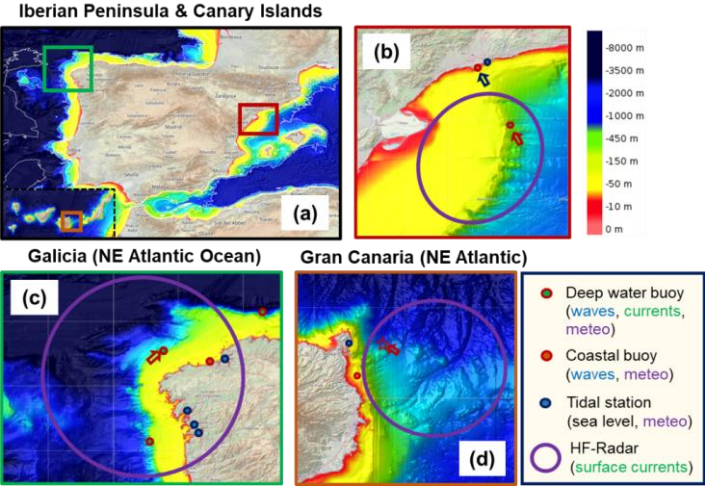 Iberian Peninsula & Canary Islands
(a)
(b)
-8000 m
-3500 m
-2000 m
-1000 m
-450 m
-150 m
-50 m
-10 m
0 m
Galicia (NE Atlantic Ocean)
Gran Canaria (NE Atlantic)
(c)
(d)
Deep water buoy
(waves, currents,
meteo)
Coastal buoy
(waves, meteo)
Tidal station
(sea level, meteo)
HF-Radar
(surface currents)